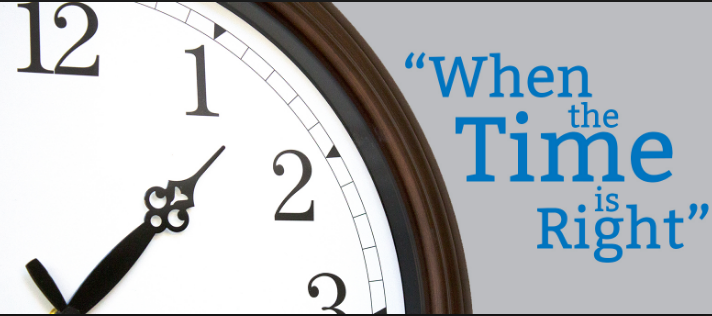 12
1
2
3
“When
the
Time
is
Right”